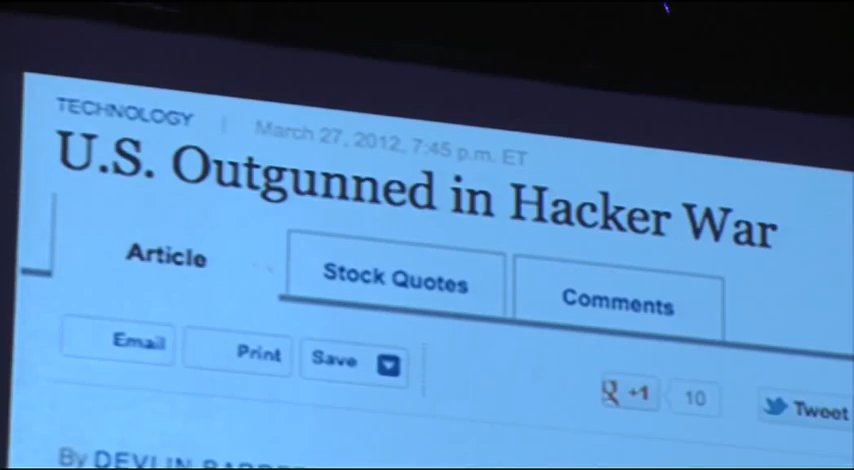 TECHNOLOGY | March 27, 2012, 7:45 p.m. ET
U.S. Outgunned in Hacker War
Article Stock Quotes Comments
Email Print Save +1 10 Tweet
By DEVLIN